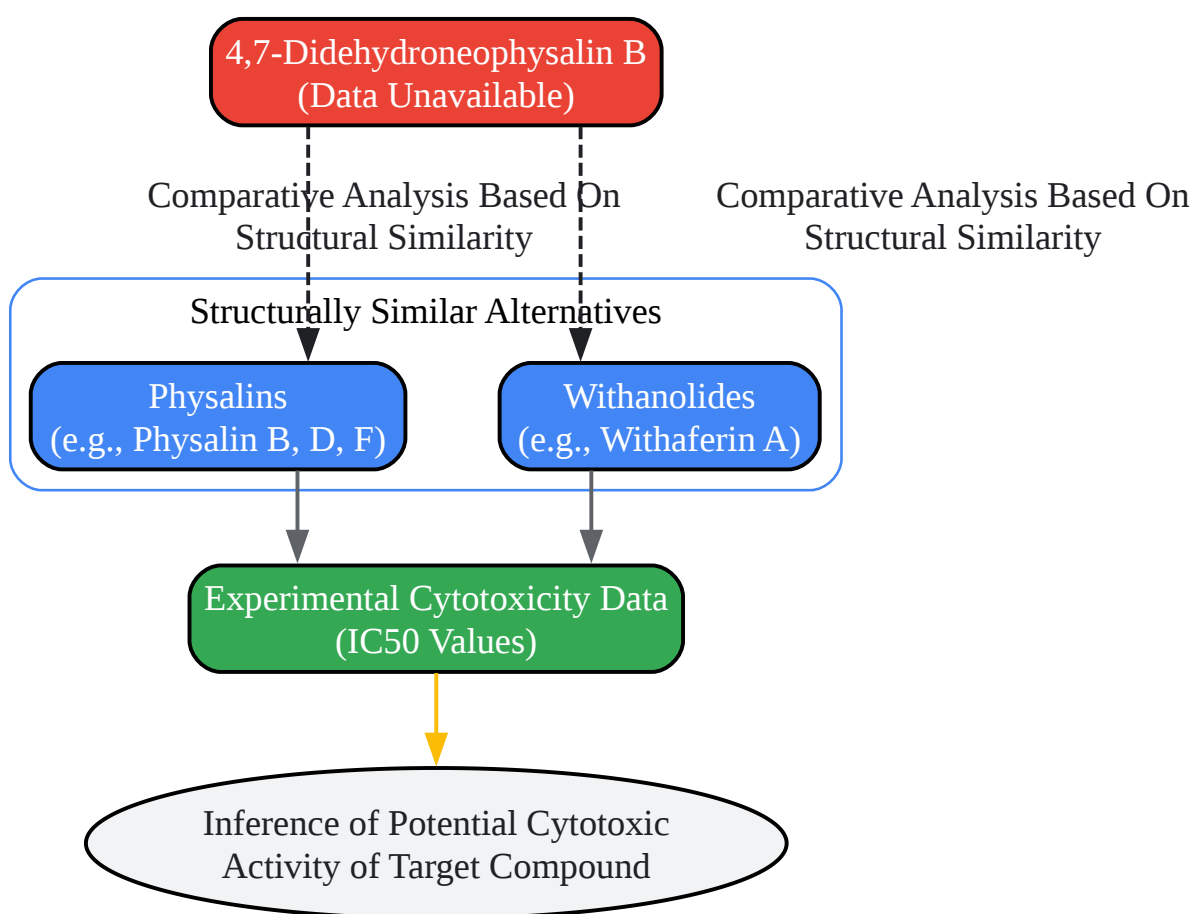 4,7-Didehydroneophysalin B
(Data Unavailable)
Comparative Analysis Based On
Structural Similarity
Comparative Analysis Based On
Structural Similarity
Structurally Similar Alternatives
Physalins
(e.g., Physalin B, D, F)
Withanolides
(e.g., Withaferin A)
Experimental Cytotoxicity Data
(IC50 Values)
Inference of Potential Cytotoxic
Activity of Target Compound